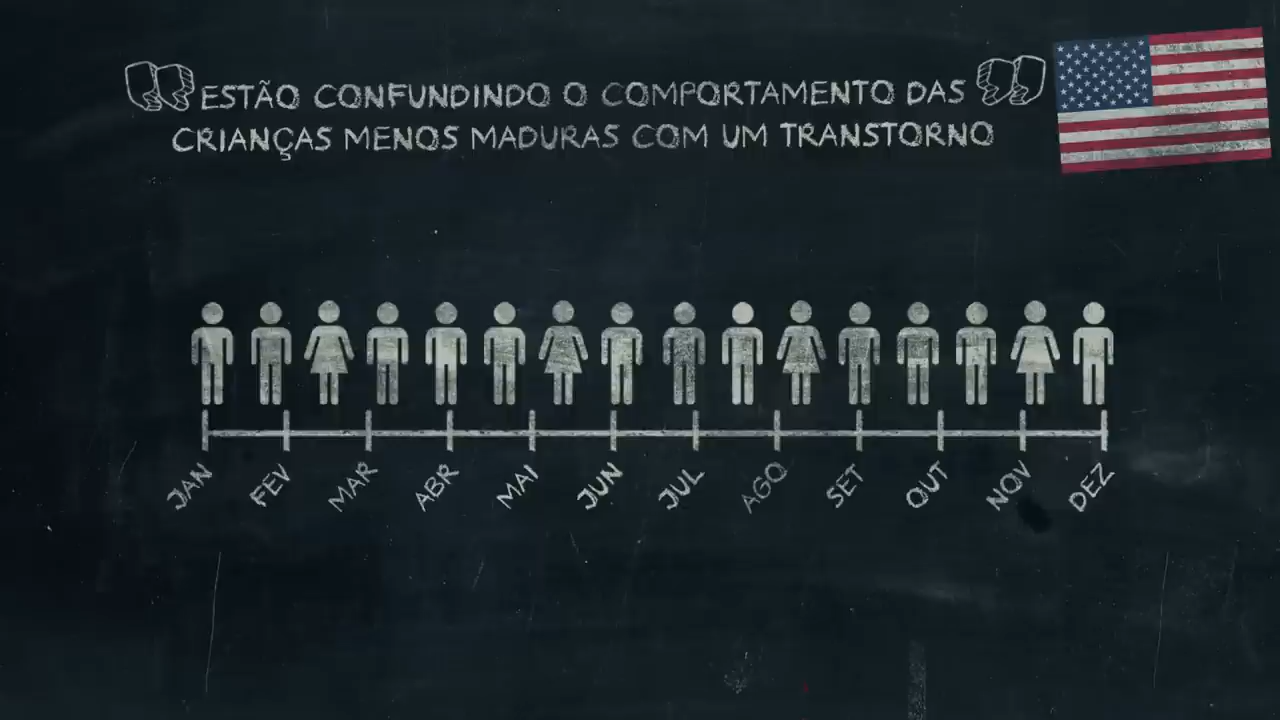 “ESTÃO CONFUNDINDO O COMPORTAMENTO DAS”
CRIANÇAS MENOS MADURAS COM UM TRANSTORNO
JAN FEV MAR ABR MAI JUN JUL AGO SET OUT NOV DEZ